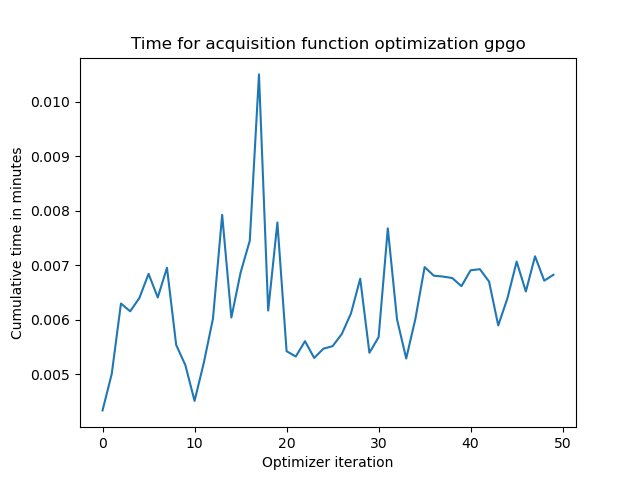 Time for acquisition function optimization gpgo
Cumulative time in minutes
0.010
0.009
0.008
0.007
0.006
0.005
0 10 20 30 40 50
Optimizer iteration